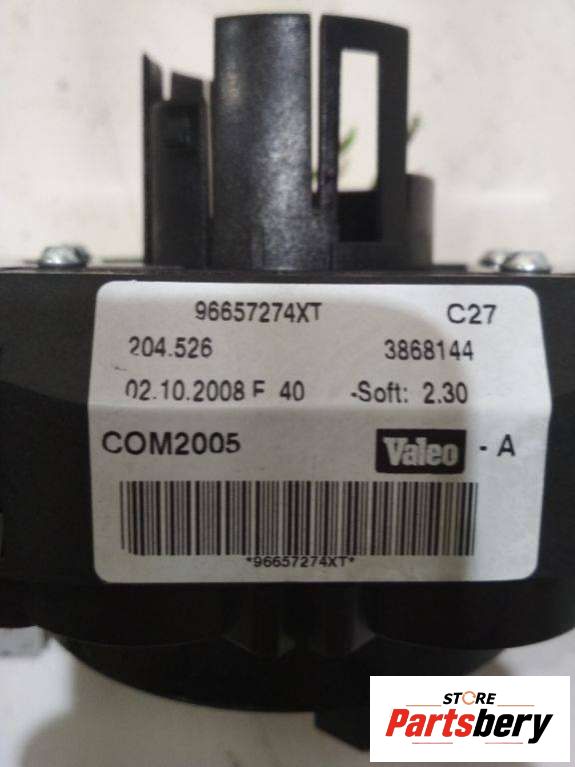 96657274XT C27
204.526 3868144
02.10.2008 F 40 -Soft: 2.30
COM2005 Valeo - A
*96657274XT*
STORE
Partsbery